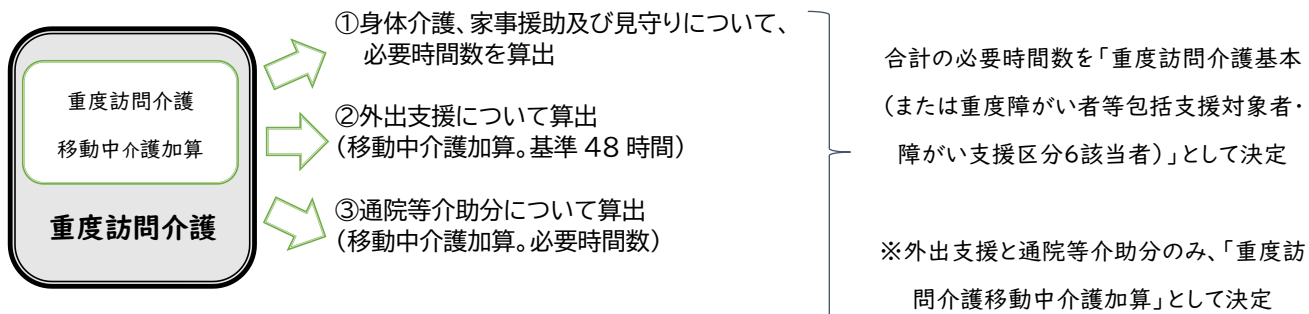 重度訪問介護
移動中介護加算
重度訪問介護
①身体介護、家事援助及び見守りについて、
必要時間数を算出
②外出支援について算出
(移動中介護加算。基準 48 時間)
③通院等介助分について算出
(移動中介護加算。必要時間数)
合計の必要時間数を「重度訪問介護基本
(または重度障がい者等包括支援対象者・
障がい支援区分6該当者)」として決定
※外出支援と通院等介助分のみ、「重度訪
問介護移動中介護加算」として決定